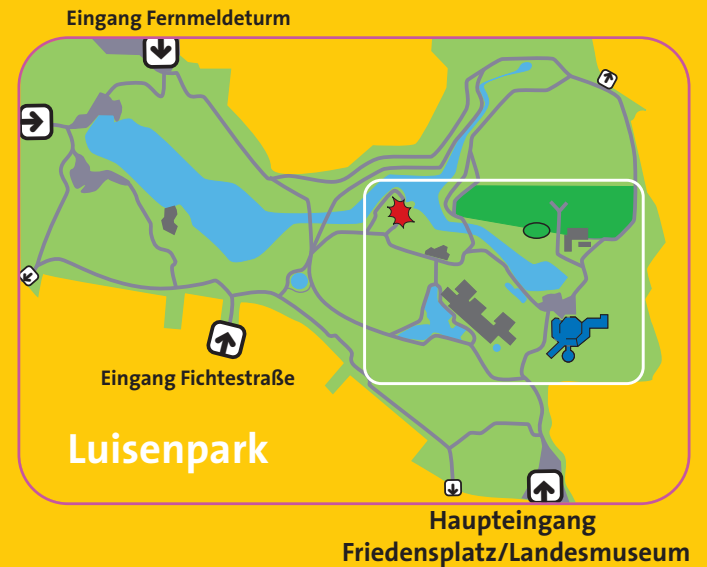 Eingang Fernmeldeturm
Eingang Fichtestraße
Luisenpark
Haupteingang
Friedensplatz/Landesmuseum